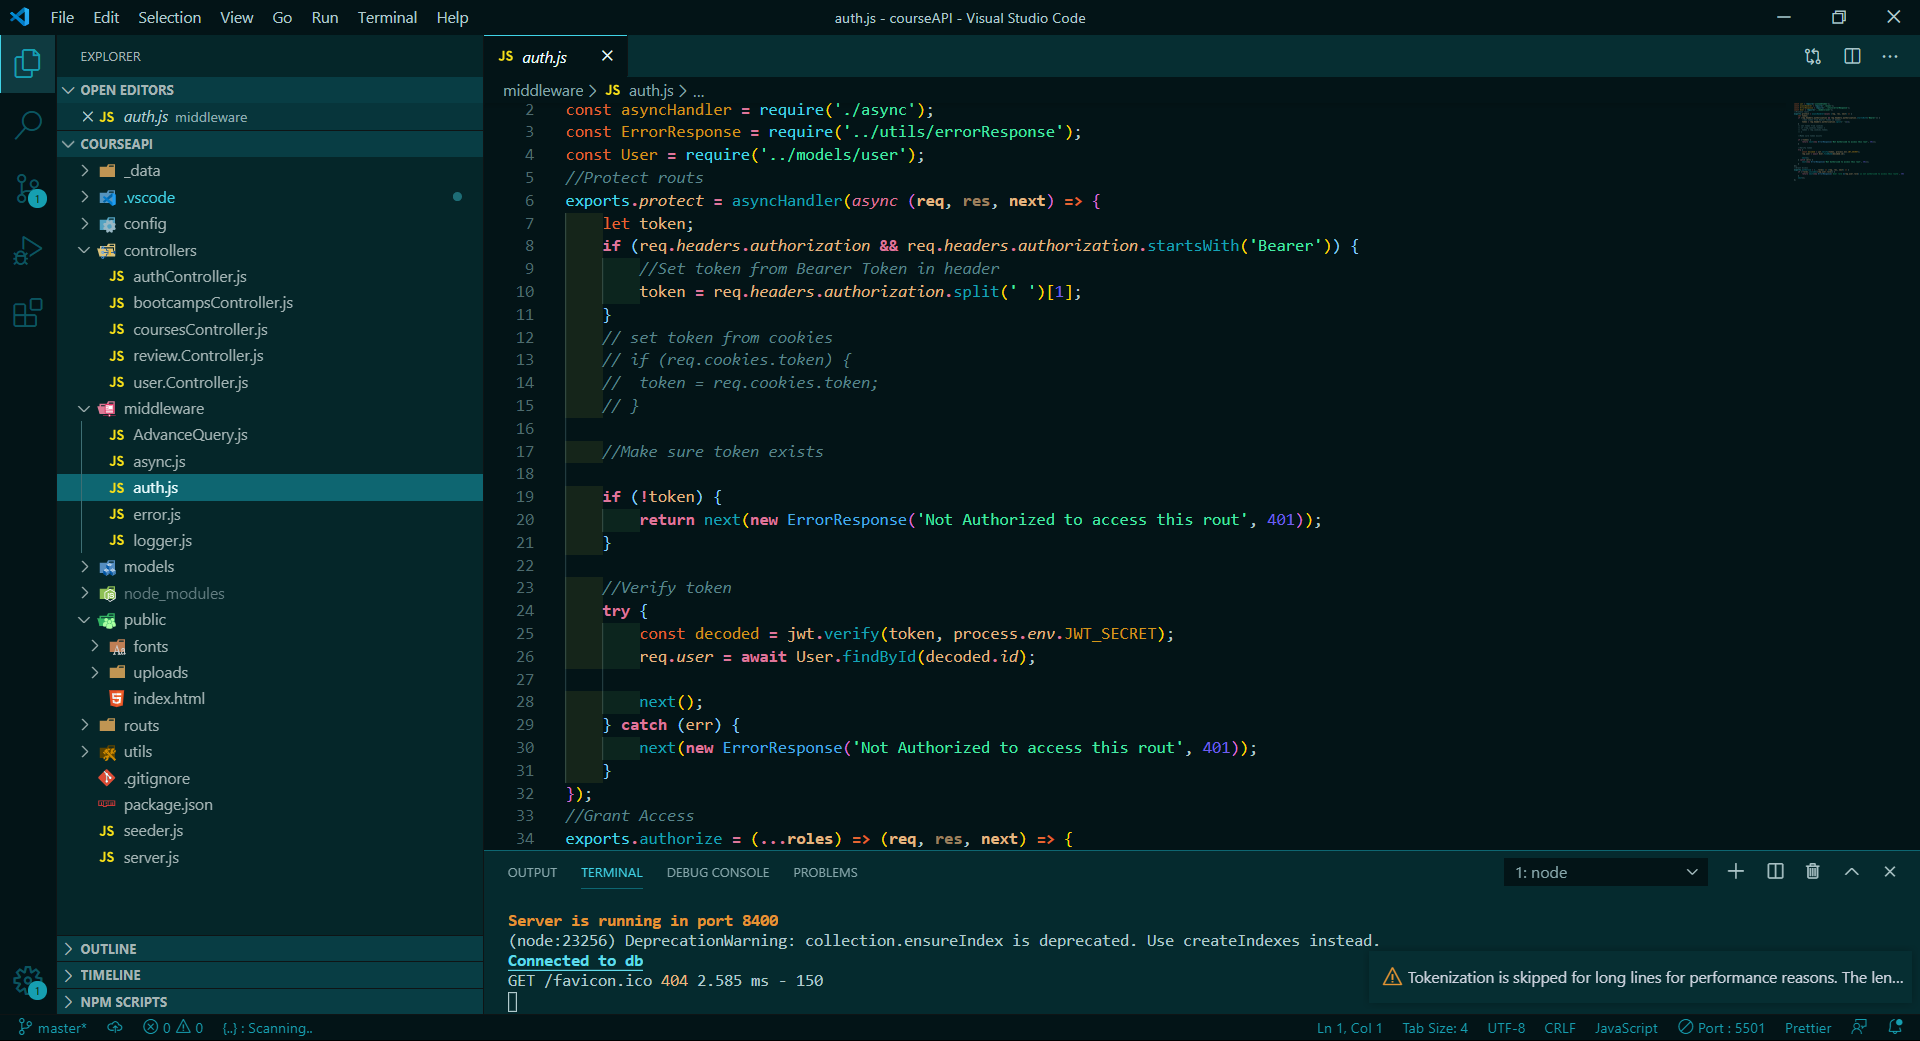 File Edit Selection View Go Run Terminal Help
auth.js - courseAPI - Visual Studio Code
EXPLORER
OPEN EDITORS
JS auth.js middleware
COURSEAPI
_data
.vscode
config
controllers
JS authController.js
JS bootcampsController.js
JS coursesController.js
JS review.Controller.js
JS user.Controller.js
middleware
JS AdvanceQuery.js
JS async.js
JS auth.js
JS error.js
JS logger.js
models
node_modules
public
fonts
uploads
index.html
routs
utils
.gitignore
package.json
JS seeder.js
JS server.js
OUTLINE
TIMELINE
NPM SCRIPTS
1
1
JS auth.js
middleware > JS auth.js > ...
2 const asyncHandler = require('./async');
3 const ErrorResponse = require('../utils/errorResponse');
4 const User = require('../models/user');
5 //Protect routs
6 exports.protect = asyncHandler(async (req, res, next) => {
7 let token;
8 if (req.headers.authorization && req.headers.authorization.startsWith('Bearer')) {
9 //Set token from Bearer Token in header
10 token = req.headers.authorization.split(' ')[1];
11 }
12 // set token from cookies
13 // if (req.cookies.token) {
14 //  token = req.cookies.token;
15 // }
16
17 //Make sure token exists
18
19 if (!token) {
20 return next(new ErrorResponse('Not Authorized to access this rout', 401));
21 }
22
23 //Verify token
24 try {
25 const decoded = jwt.verify(token, process.env.JWT_SECRET);
26 req.user = await User.findById(decoded.id);
27
28 next();
29 } catch (err) {
30 next(new ErrorResponse('Not Authorized to access this rout', 401));
31 }
32 });
33 //Grant Access
34 exports.authorize = (...roles) => (req, res, next) => {
OUTPUT TERMINAL DEBUG CONSOLE PROBLEMS
1: node
Server is running in port 8400
(node:23256) DeprecationWarning: collection.ensureIndex is deprecated. Use createIndexes instead.
Connected to db
GET /favicon.ico 404 2.585 ms - 150
Tokenization is skipped for long lines for performance reasons. The len...
master* 0 0 {..} : Scanning..
Ln 1, Col 1 Tab Size: 4 UTF-8 CRLF JavaScript Port : 5501 Prettier